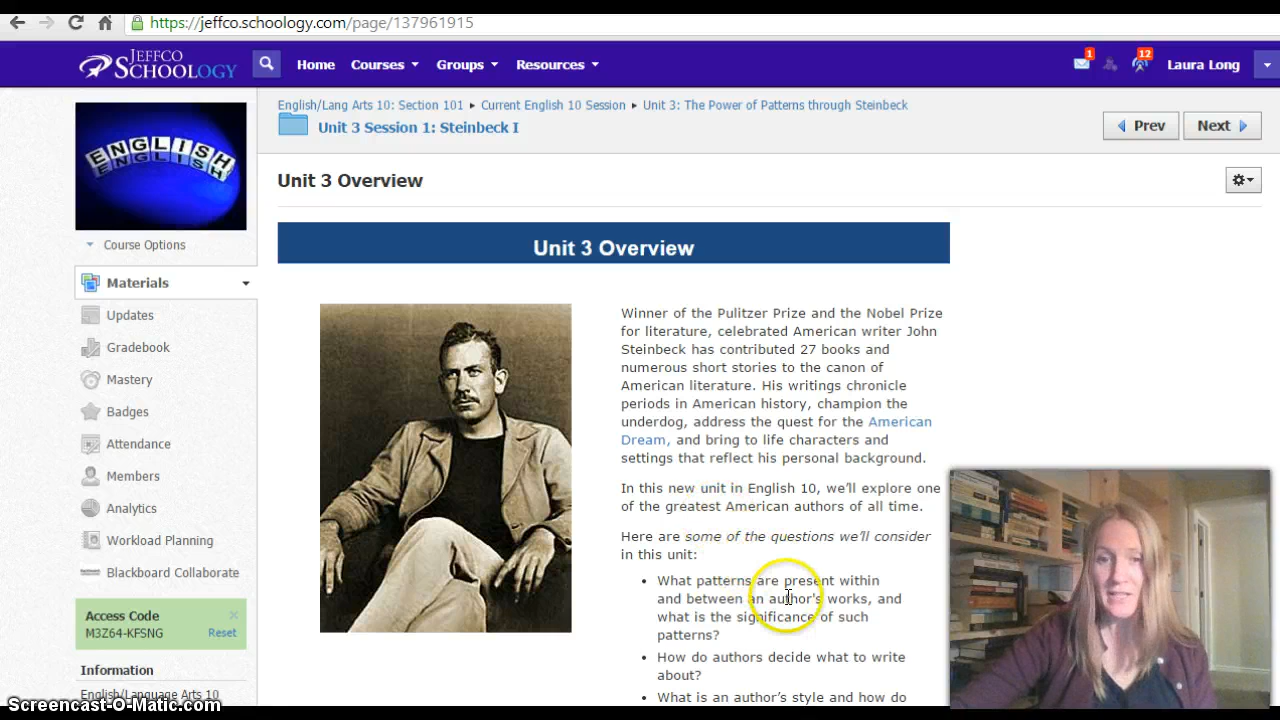 https://jeffco.schoology.com/page/137961915
JEFFCO
SCHOOLOGY
Home
Courses
Groups
Resources
1
12
Laura Long
English/Lang Arts 10: Section 101
Current English 10 Session
Unit 3: The Power of Patterns through Steinbeck
Unit 3 Session 1: Steinbeck I
Prev
Next
ENGLISH
ENGLISH
Course Options
Materials
Updates
Gradebook
Mastery
Badges
Attendance
Members
Analytics
Workload Planning
Blackboard Collaborate
Access Code
M3Z64-KFSNG
Reset
Information
English/Language Arts 10
Unit 3 Overview
Unit 3 Overview
Winner of the Pulitzer Prize and the Nobel Prize
for literature, celebrated American writer John
Steinbeck has contributed 27 books and
numerous short stories to the canon of
American literature. His writings chronicle
periods in American history, champion the
underdog, address the quest for the American
Dream, and bring to life characters and
settings that reflect his personal background.
In this new unit in English 10, we'll explore one
of the greatest American authors of all time.
Here are some of the questions we'll consider
in this unit:
• What patterns are present within
and between an author's works, and
what is the significance of such
patterns?
• How do authors decide what to write
about?
• What is an author's style and how do
Screencast-O-Matic.com